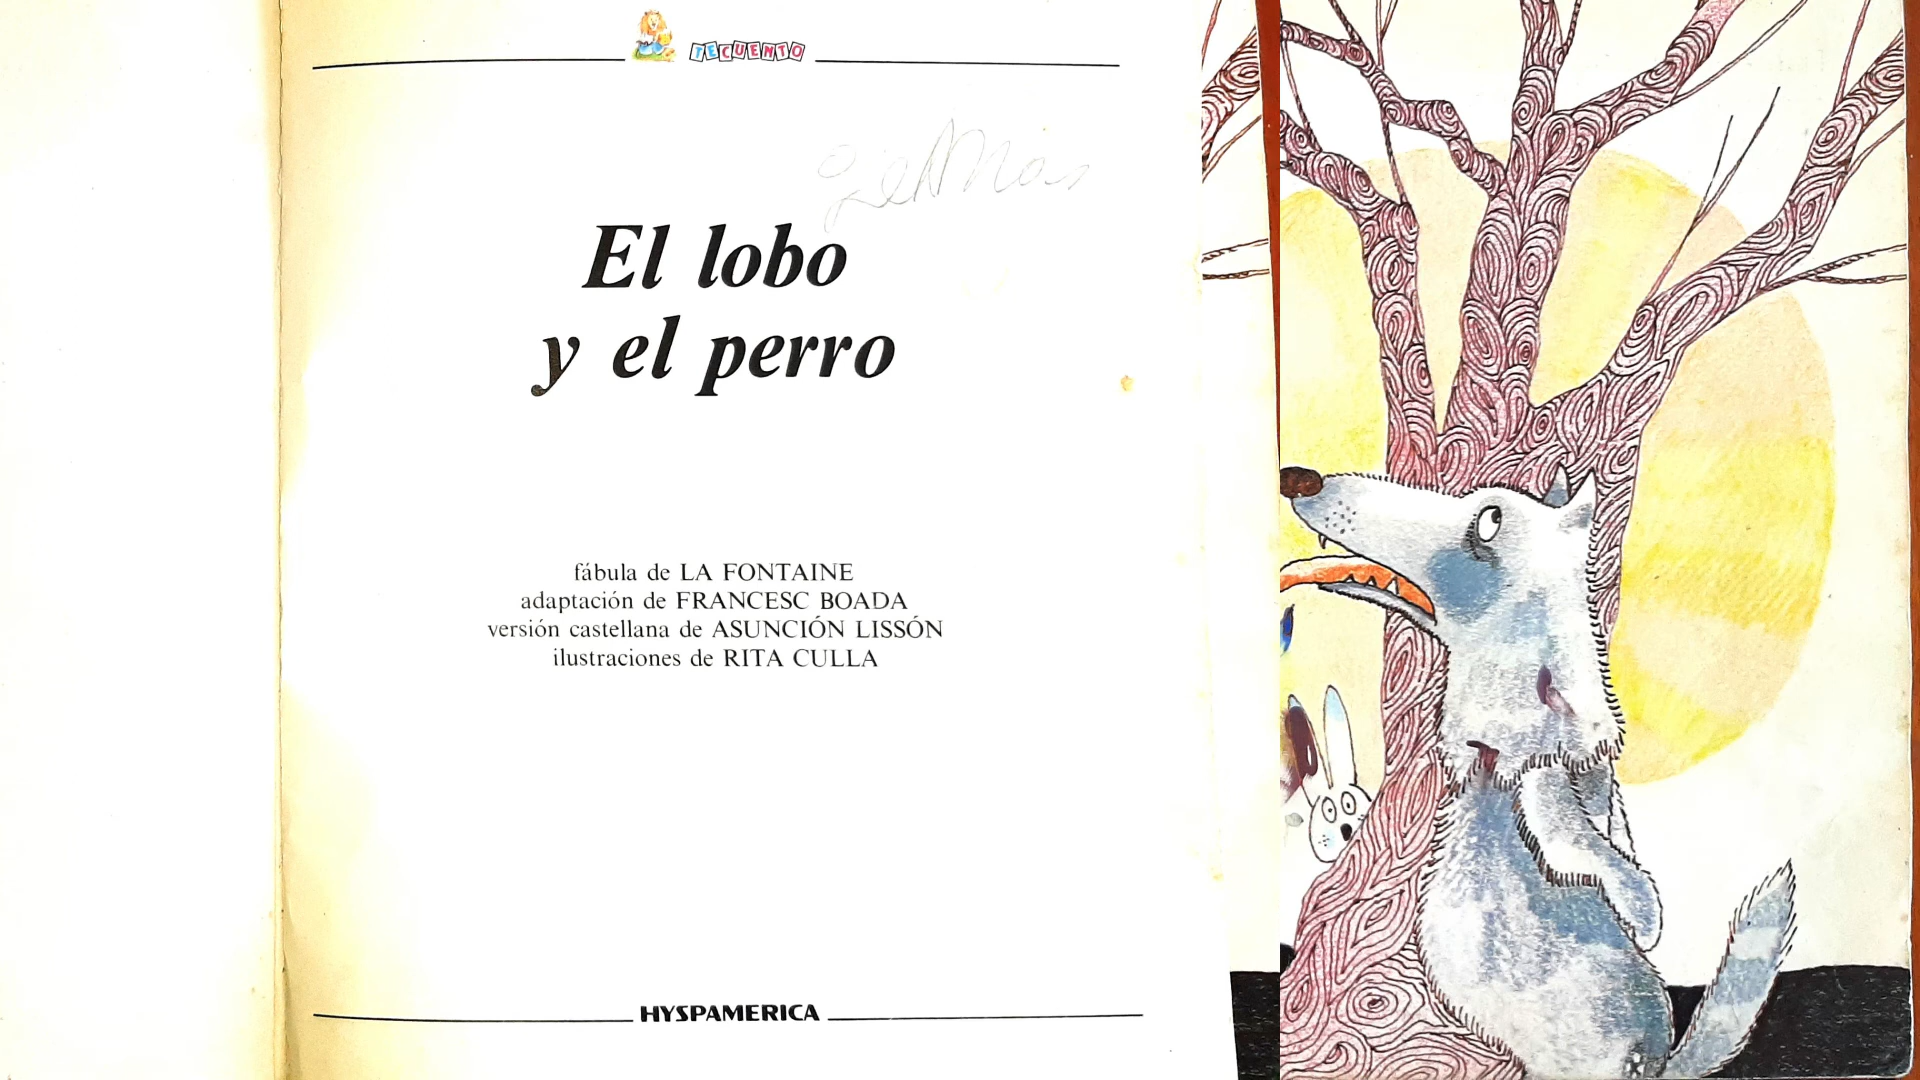 TECUENTO
El lobo
y el perro
fábula de LA FONTAINE
adaptación de FRANCESC BOADA
versión castellana de ASUNCIÓN LISSÓN
ilustraciones de RITA CULLA
HYSPAMERICA